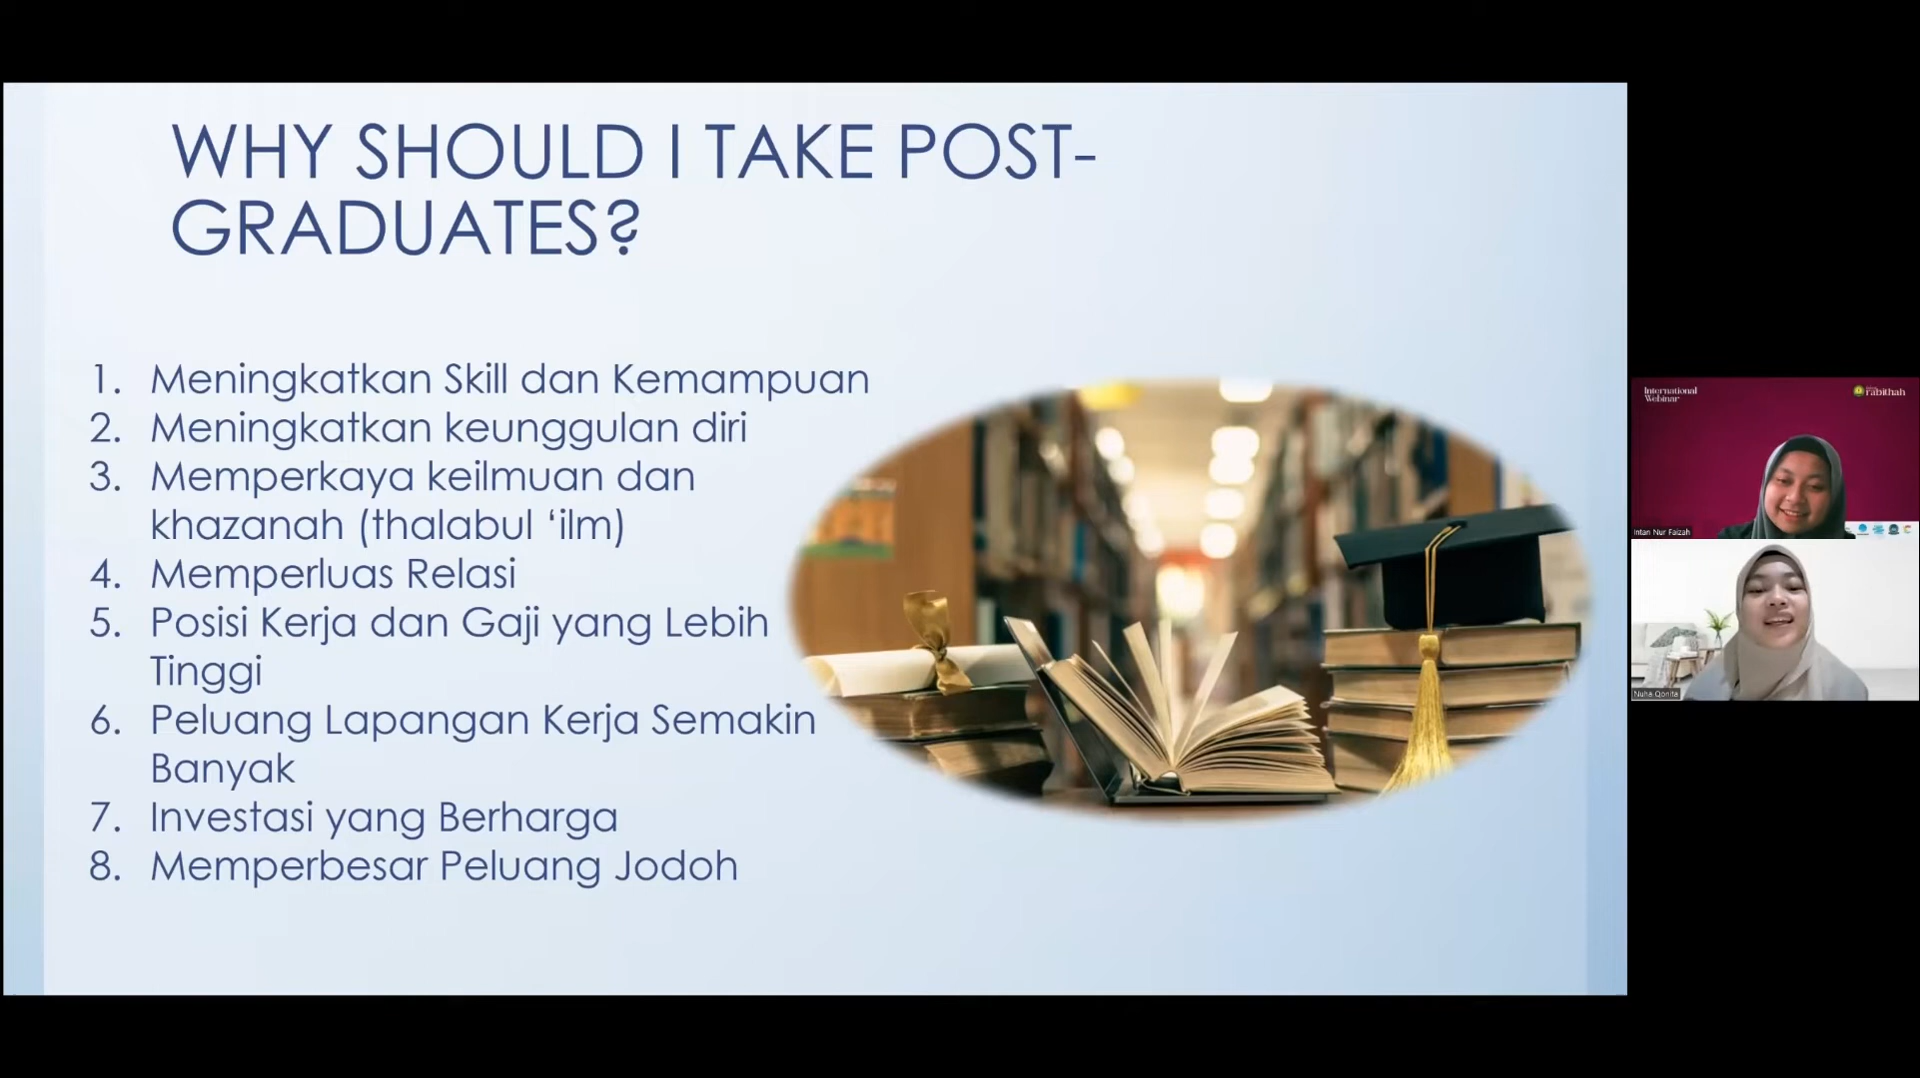 WHY SHOULD I TAKE POST-
GRADUATES?
1. Meningkatkan Skill dan Kemampuan
2. Meningkatkan keunggulan diri
3. Memperkaya keilmuan dan
khazanah (thalabul ‘ilm)
4. Memperluas Relasi
5. Posisi Kerja dan Gaji yang Lebih
Tinggi
6. Peluang Lapangan Kerja Semakin
Banyak
7. Investasi yang Berharga
8. Memperbesar Peluang Jodoh
International
Webinar
rabithah
Intan Nur Faizah
Nuha Qonita